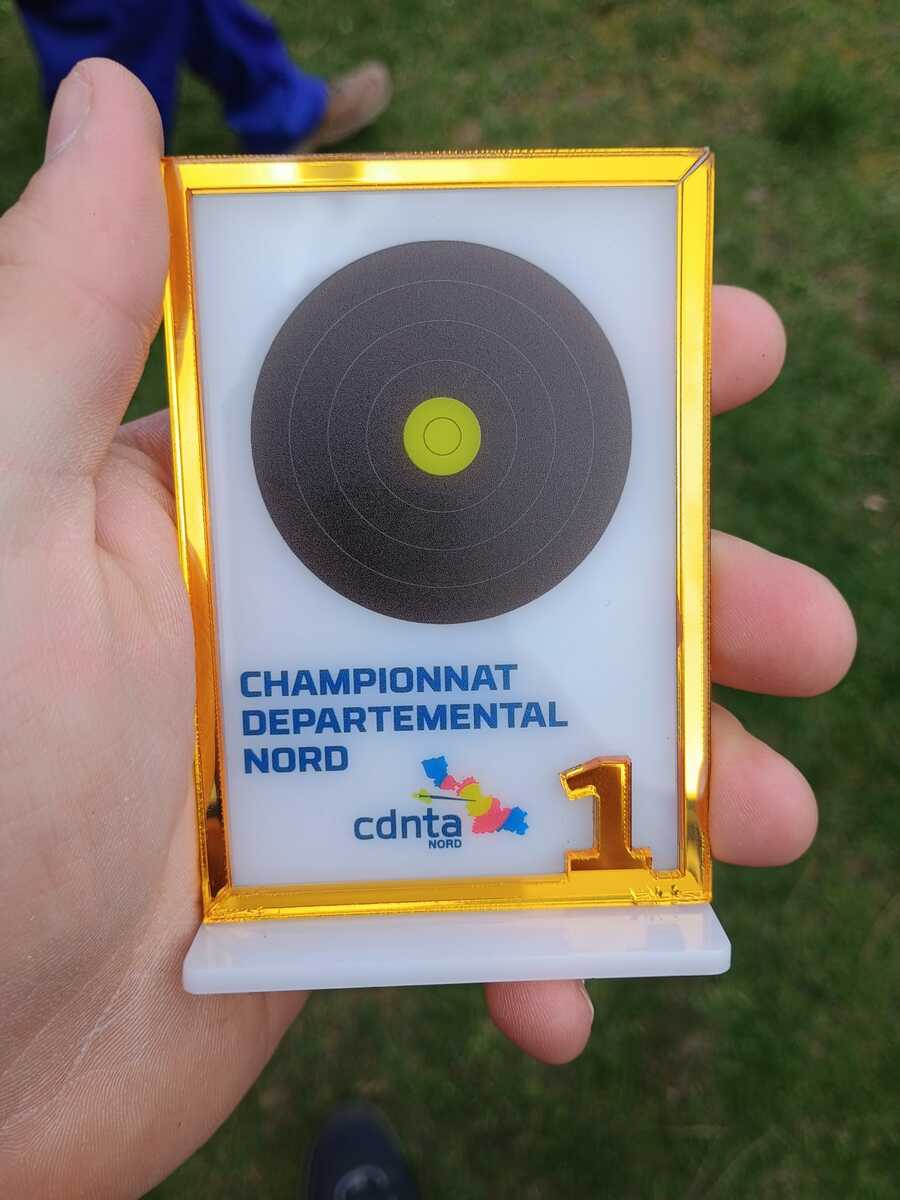 CHAMPIONNAT
DEPARTEMENTAL
NORD
cdnta
NORD
1